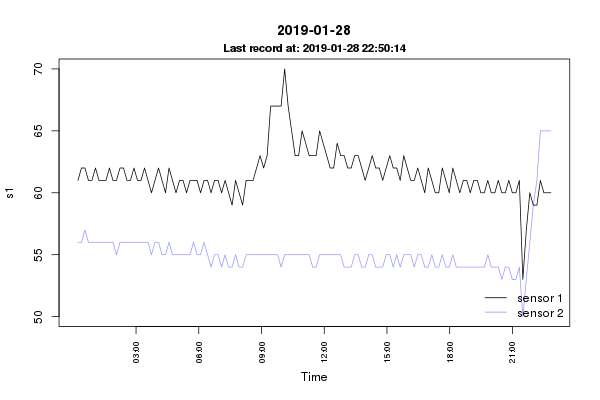 2019-01-28
Last record at: 2019-01-28 22:50:14
70
65
60
55
50
s1
sensor 1
sensor 2
03:00 06:00 09:00 12:00 15:00 18:00 21:00
Time